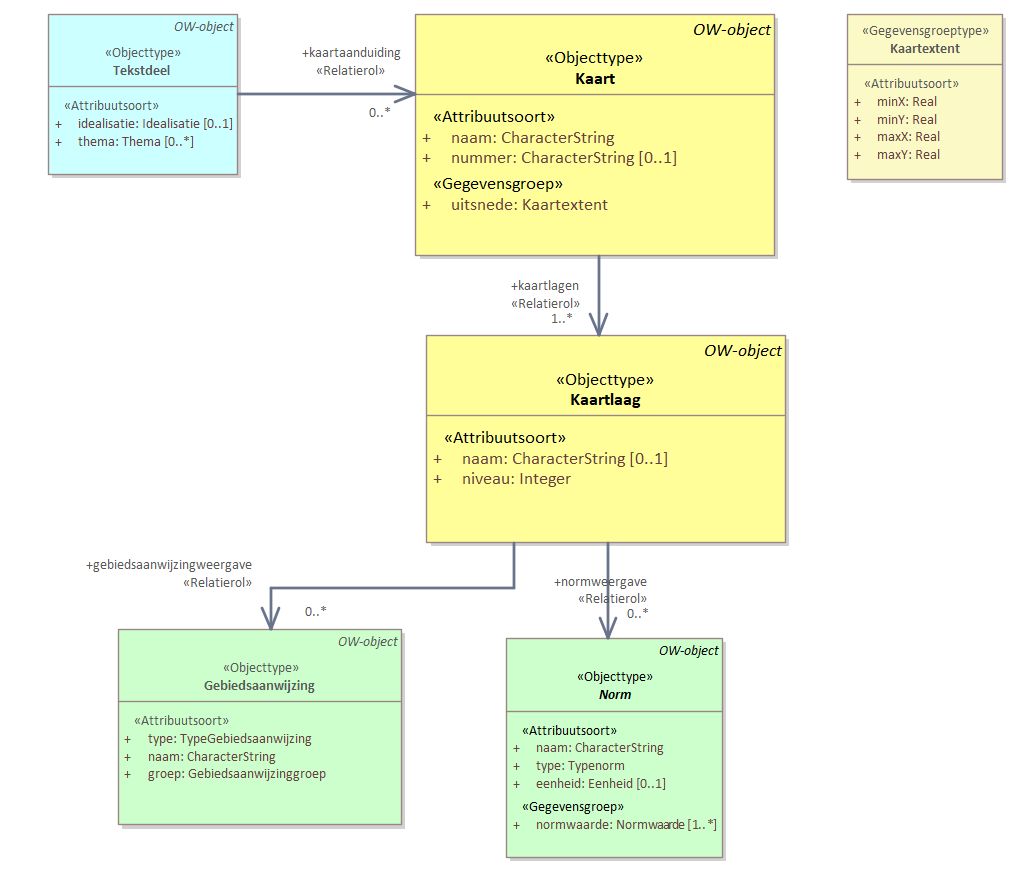 OW-object
«Objecttype»
Tekstdeel
«Attribuutsoort»
+ idealisatie: Idealisatie [0..1]
+ thema: Thema [0..*]
+kaartaanduiding
«Relatierol»
0..*
OW-object
«Objecttype»
Kaart
«Attribuutsoort»
+ naam: CharacterString
+ nummer: CharacterString [0..1]
«Gegevensgroep»
+ uitsnede: Kaartextent
«Gegevensgroeptype»
Kaartextent
«Attribuutsoort»
+ minX: Real
+ minY: Real
+ maxX: Real
+ maxY: Real
+kaartlagen
«Relatierol»
1..*
OW-object
«Objecttype»
Kaartlaag
«Attribuutsoort»
+ naam: CharacterString [0..1]
+ niveau: Integer
+gebiedsaanwijzingweergave
«Relatierol»
0..*
+normweergave
«Relatierol»
0..*
OW-object
«Objecttype»
Gebiedsaanwijzing
«Attribuutsoort»
+ type: TypeGebiedsaanwijzing
+ naam: CharacterString
+ groep: Gebiedsaanwijzinggroep
OW-object
«Objecttype»
Norm
«Attribuutsoort»
+ naam: CharacterString
+ type: Typenorm
+ eenheid: Eenheid [0..1]
«Gegevensgroep»
+ normwaarde: Normwaarde [1..*]